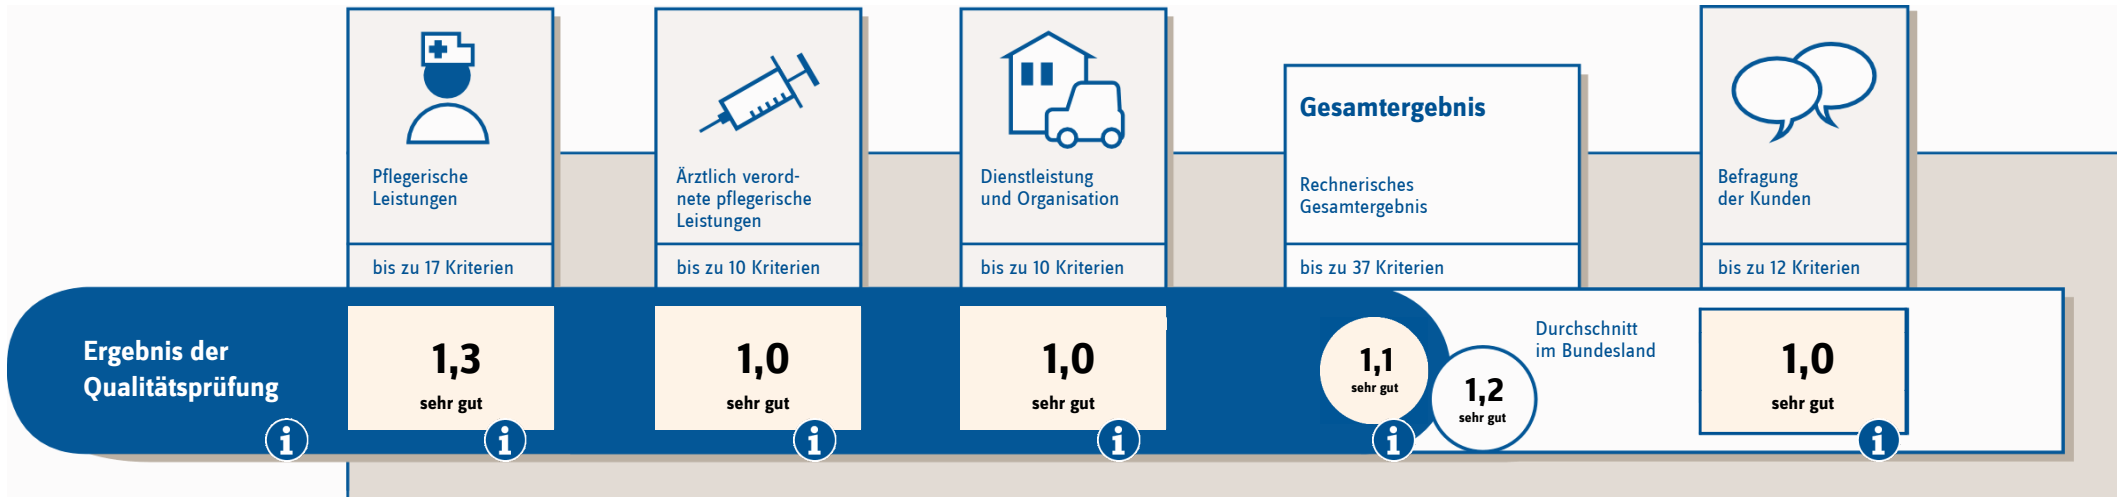 Pflegerische
Leistungen
bis zu 17 Kriterien
Ärztlich verord-
nete pflegerische
Leistungen
bis zu 10 Kriterien
Dienstleistung
und Organisation
bis zu 10 Kriterien
Gesamtergebnis
Rechnerisches
Gesamtergebnis
bis zu 37 Kriterien
Befragung
der Kunden
bis zu 12 Kriterien
Ergebnis der
Qualitätsprüfung
i
1,3
sehr gut
i
1,0
sehr gut
i
1,0
sehr gut
i
1,1
sehr gut
i
1,2
sehr gut
Durchschnitt
im Bundesland
1,0
sehr gut
i